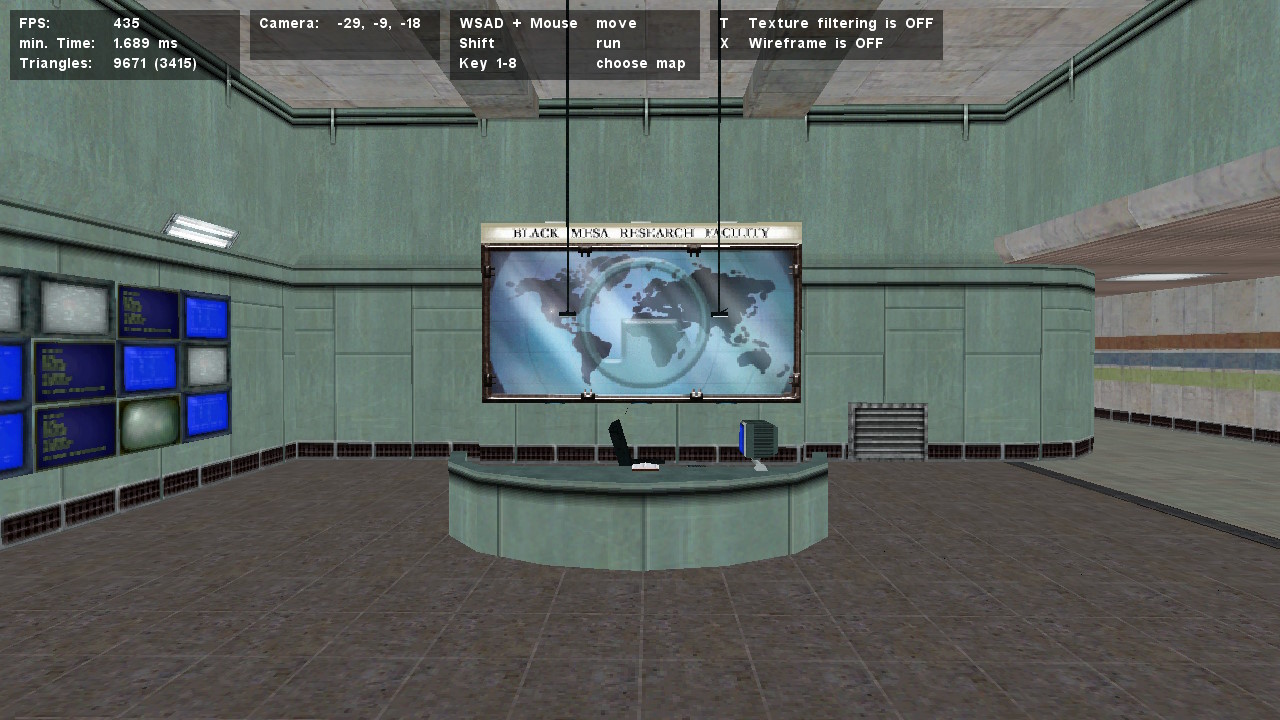 FPS: 435
min. Time: 1.689 ms
Triangles: 9671 (3415)
Camera: -29, -9, -18
WSAD + Mouse move
Shift run
Key 1-8 choose map
T Texture filtering is OFF
X Wireframe is OFF
BLACK MESA RESEARCH FACILITY